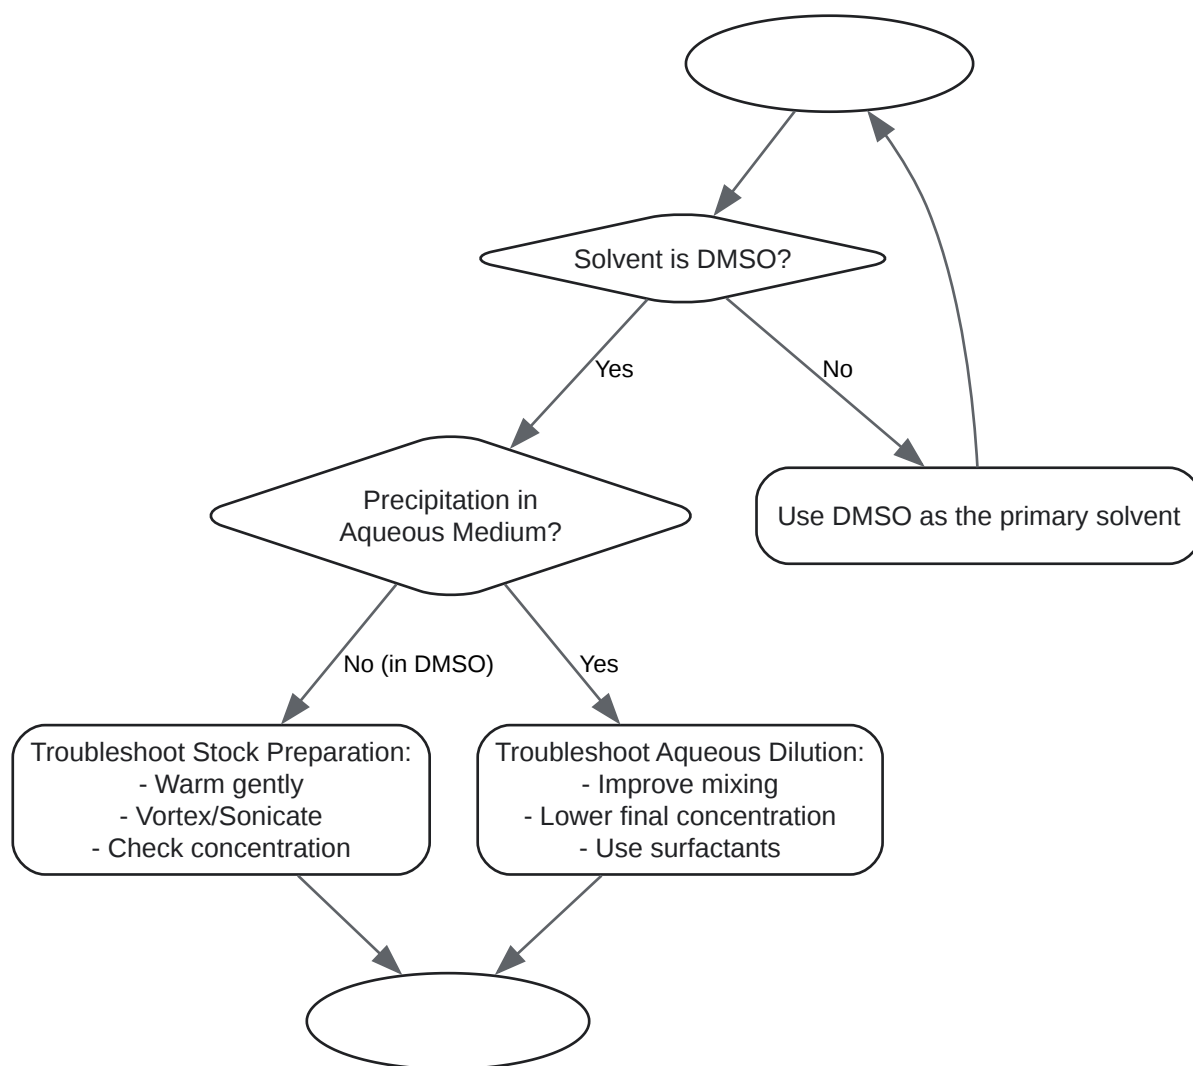 Solvent is DMSO?
Yes
No
Precipitation in
Aqueous Medium?
Use DMSO as the primary solvent
No (in DMSO)
Yes
Troubleshoot Stock Preparation:
- Warm gently
- Vortex/Sonicate
- Check concentration
Troubleshoot Aqueous Dilution:
- Improve mixing
- Lower final concentration
- Use surfactants